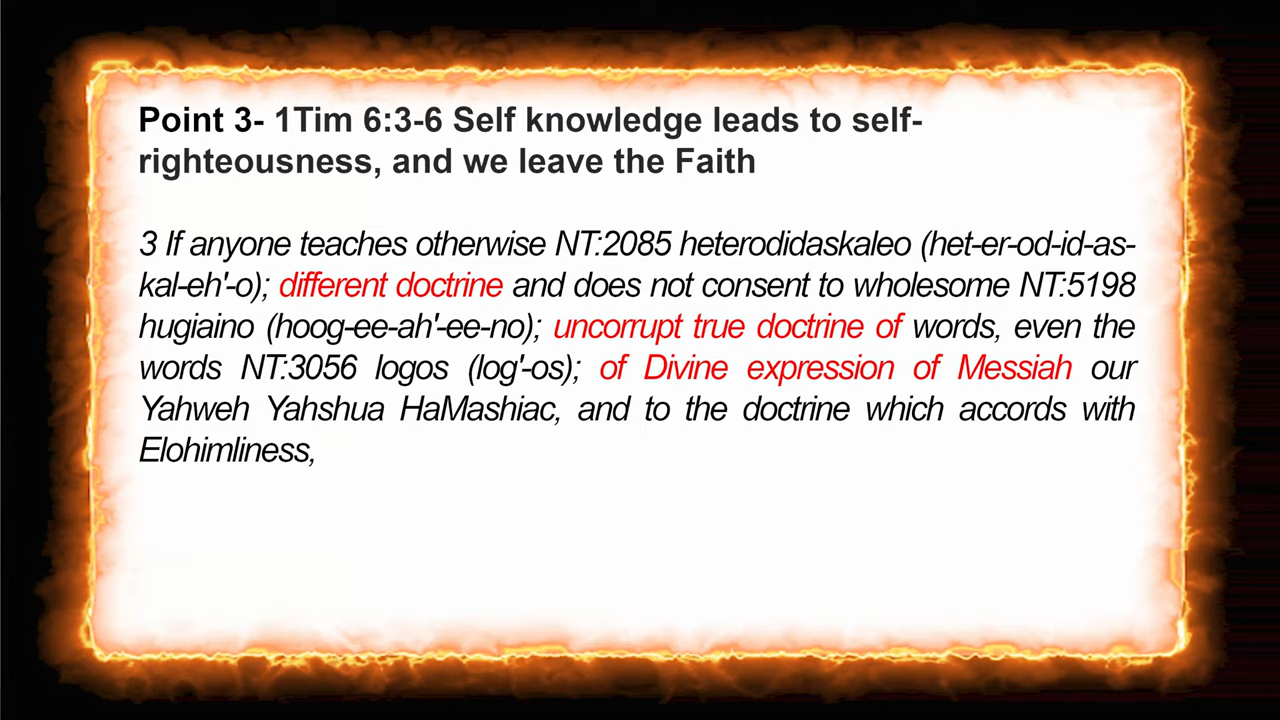 Point 3- 1Tim 6:3-6 Self knowledge leads to self-
righteousness, and we leave the Faith
3 If anyone teaches otherwise NT:2085 heterodidaskaleo (het-er-od-id-as-
kal-eh'-o); different doctrine and does not consent to wholesome NT:5198
hugiaino (hoog-ee-ah'-ee-no); uncorrupt true doctrine of words, even the
words NT:3056 logos (log'-os); of Divine expression of Messiah our
Yahweh Yahshua HaMashiac, and to the doctrine which accords with
Elohimliness,